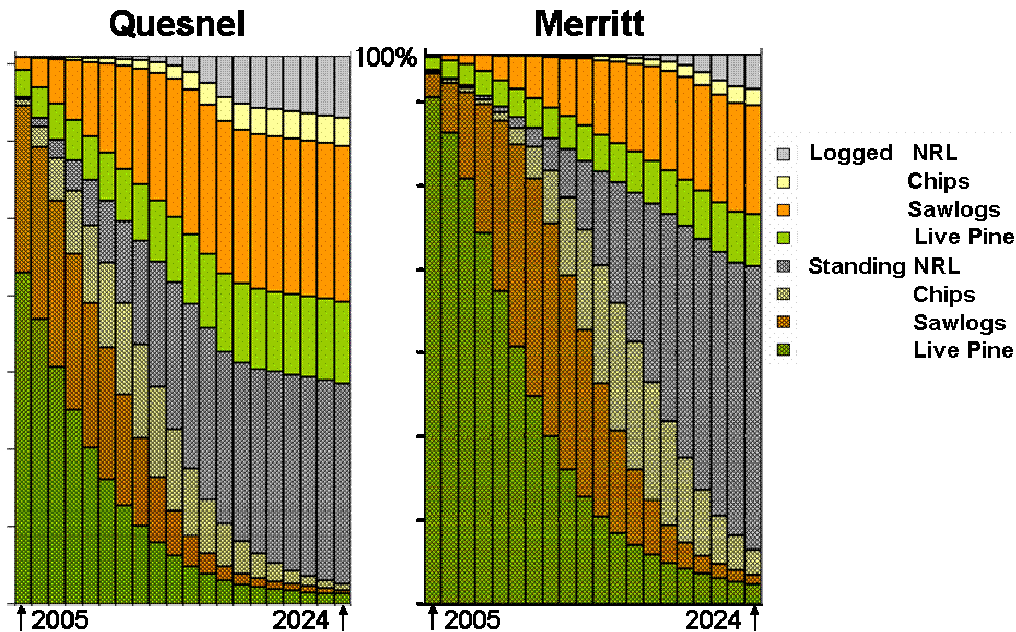 Quesnel Merritt
100%
Logged NRL
Chips
Sawlogs
Live Pine
Standing NRL
Chips
Sawlogs
Live Pine
2005 2024 2005 2024